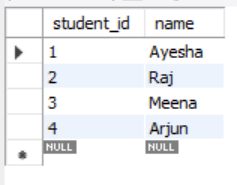 student_id name
1 Ayesha
2 Raj
3 Meena
4 Arjun
NULL NULL